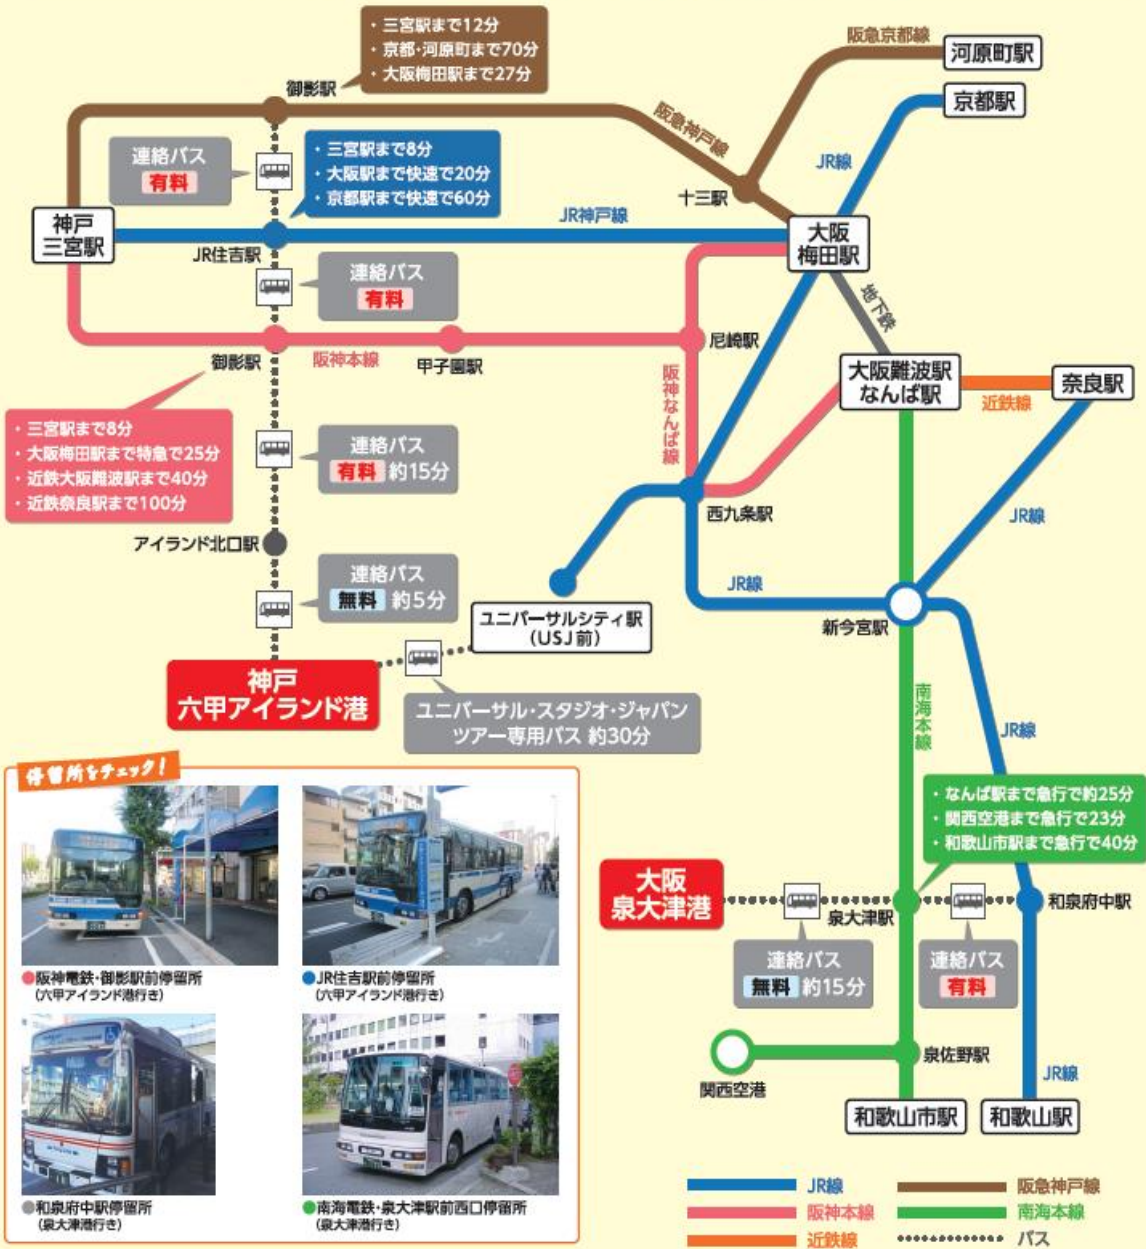 ・三宮駅まで12分
・京都・河原町まで70分
・大阪梅田駅まで27分
御影駅
阪急京都線
河原町駅
京都駅
阪急神戸線
JR線
連絡バス
有料
・三宮駅まで8分
・大阪駅まで快速で20分
・京都駅まで快速で60分
十三駅
神戸
三宮駅
JR住吉駅
JR神戸線
大阪
梅田駅
連絡バス
有料
地下鉄
御影駅
阪神本線
甲子園駅
尼崎駅
阪神なんば線
大阪難波駅
なんば駅
近鉄線
奈良駅
・三宮駅まで8分
・大阪梅田駅まで特急で25分
・近鉄大阪難波駅まで40分
・近鉄奈良駅まで100分
連絡バス
有料 約15分
西九条駅
JR線
アイランド北口駅
連絡バス
無料 約5分
JR線
ユニバーサルシティ駅
(USJ前)
新今宮駅
神戸
六甲アイランド港
ユニバーサル・スタジオ・ジャパン
ツアー専用バス 約30分
南海本線
JR線
停留所をチェック!
・なんば駅まで急行で約25分
・関西空港まで急行で23分
・和歌山市駅まで急行で40分
大阪
泉大津港
泉大津駅
和泉府中駅
連絡バス
無料 約15分
連絡バス
有料
●阪神電鉄・御影駅前停留所
(六甲アイランド港行き)
●JR住吉駅前停留所
(六甲アイランド港行き)
泉佐野駅
関西空港
JR線
和歌山市駅
和歌山駅
●和泉府中駅停留所
(泉大津港行き)
●南海電鉄・泉大津駅前西口停留所
(泉大津港行き)
JR線
阪急神戸線
阪神本線
南海本線
近鉄線
バス